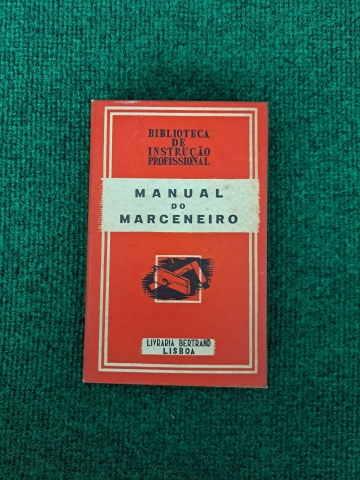 BIBLIOTECA
DE
INSTRUÇÃO
PROFISSIONAL
MANUAL
DO
MARCENEIRO
LIVRARIA BERTRAND
LISBOA